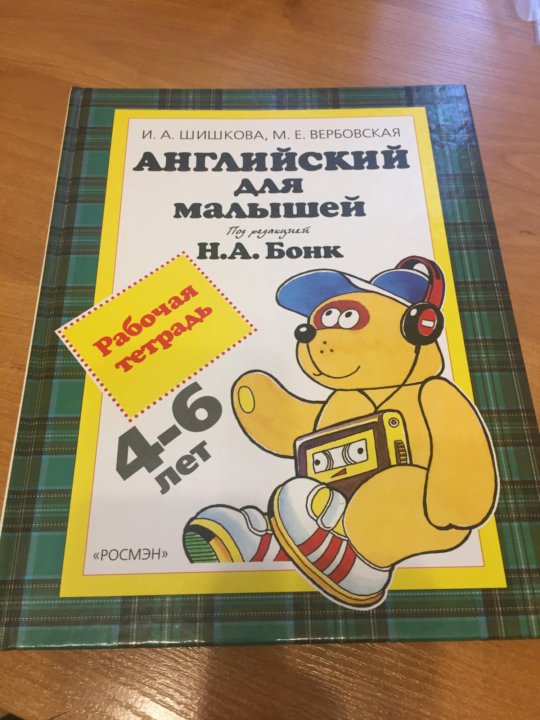 И. А. ШИШКОВА, М. Е. ВЕРБОВСКАЯ
АНГЛИЙСКИЙ
ДЛЯ
МАЛЫШЕЙ
Под редакцией
Н.А. Бонк
Рабочая
тетрадь
4-6
лет
«РОСМЭН»